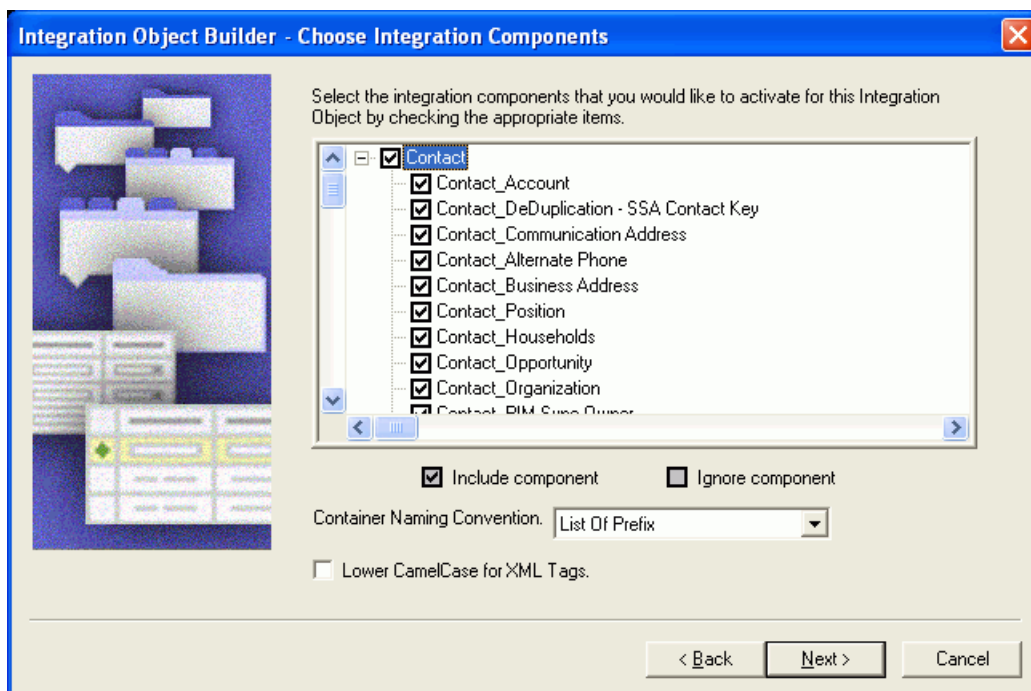 Integration Object Builder - Choose Integration Components
Select the integration components that you would like to activate for this Integration
Object by checking the appropriate items.
Contact
Contact_Account
Contact_DeDuplication - SSA Contact Key
Contact_Communication Address
Contact_Alternate Phone
Contact_Business Address
Contact_Position
Contact_Households
Contact_Opportunity
Contact_Organization
Contact_PIM Sync Owner
Include component Ignore component
Container Naming Convention. List Of Prefix
Lower CamelCase for XML Tags.
< Back Next > Cancel